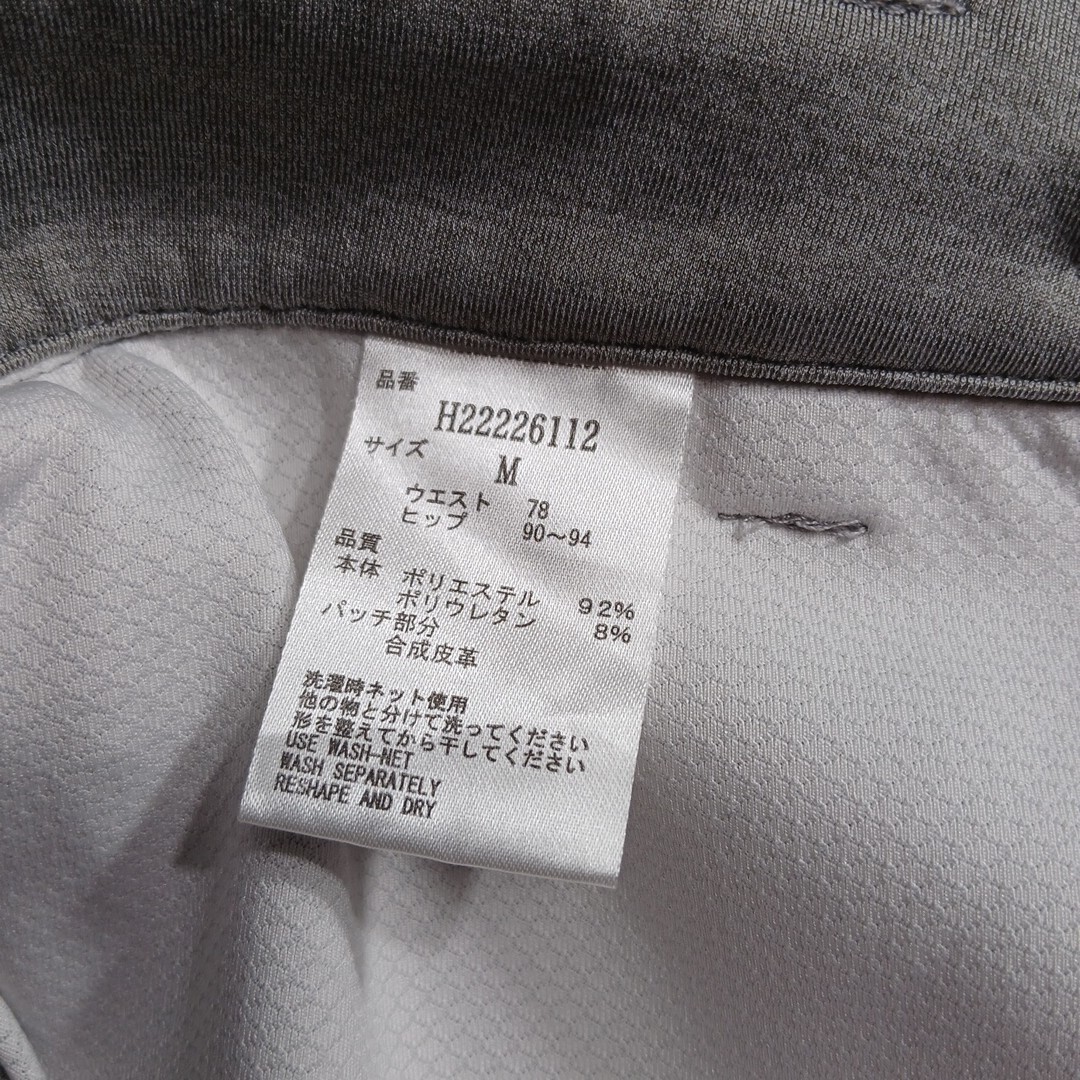 品番
H22226112
サイズ
M
ウエスト 78
ヒップ 90～94
品質
本体 ポリエステル 92%
ポリウレタン 8%
パッチ部分
合成皮革
洗濯時ネット使用
他の物と分けて洗ってください
形を整えてから干してください
USE WASH-NET
WASH SEPARATELY
RESHAPE AND DRY